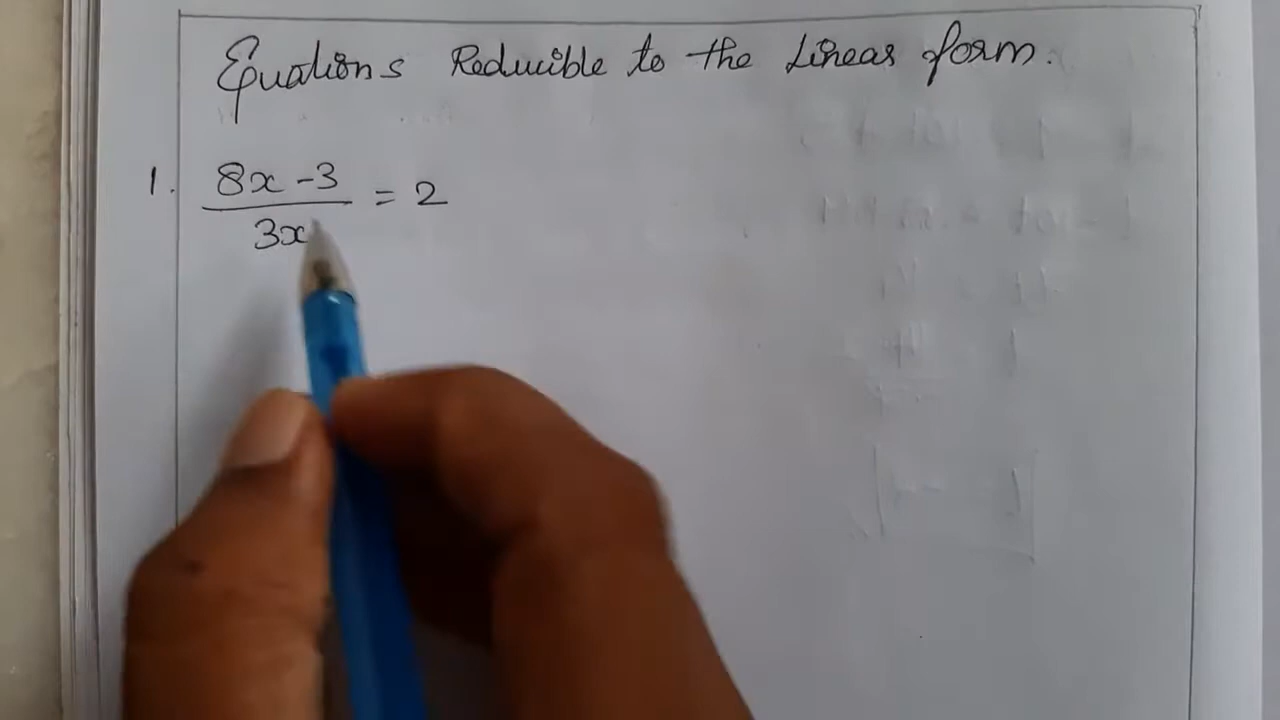 Equations Reducible to the Linear form.
1. (8x - 3)/(3x) = 2